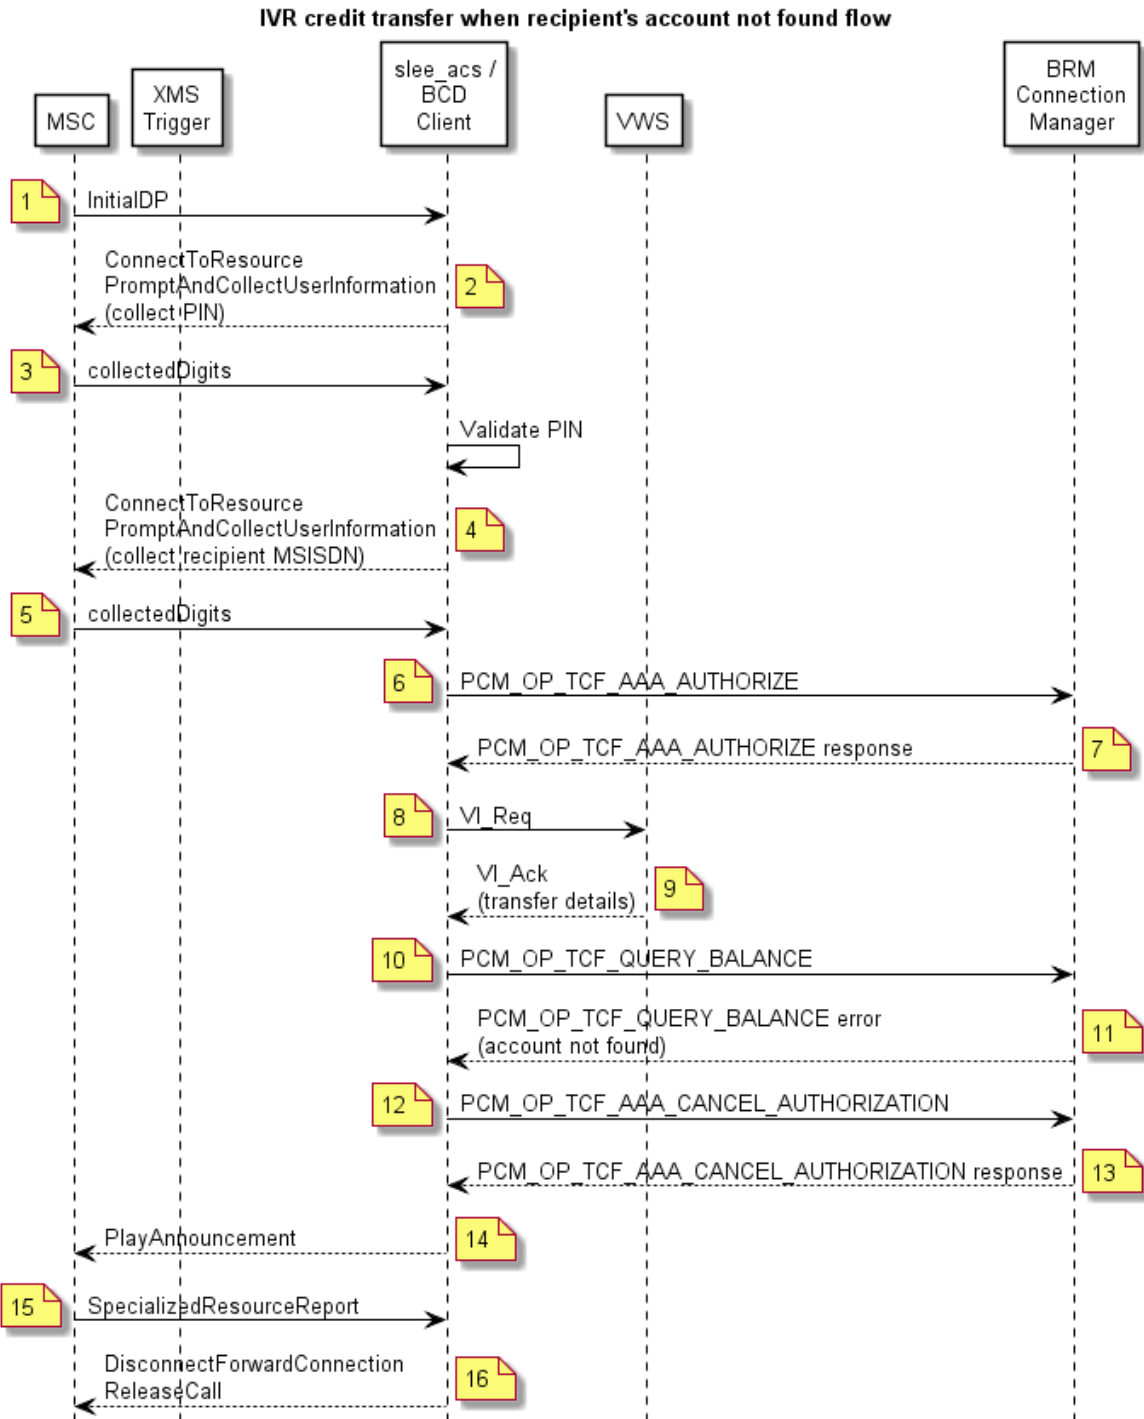 IVR credit transfer when recipient's account not found flow
MSC
XMS
Trigger
slee_acs /
BCD
Client
VWS
BRM
Connection
Manager
1
InitialDP
ConnectToResource
PromptAndCollectUserInformation
(collect PIN)
2
3
collectedDigits
Validate PIN
ConnectToResource
PromptAndCollectUserInformation
(collect recipient MSISDN)
4
5
collectedDigits
6
PCM_OP_TCF_AAA_AUTHORIZE
PCM_OP_TCF_AAA_AUTHORIZE response
7
8
VI_Req
VI_Ack
(transfer details)
9
10
PCM_OP_TCF_QUERY_BALANCE
PCM_OP_TCF_QUERY_BALANCE error
(account not found)
11
12
PCM_OP_TCF_AAA_CANCEL_AUTHORIZATION
PCM_OP_TCF_AAA_CANCEL_AUTHORIZATION response
13
PlayAnnouncement
14
15
SpecializedResourceReport
DisconnectForwardConnection
ReleaseCall
16